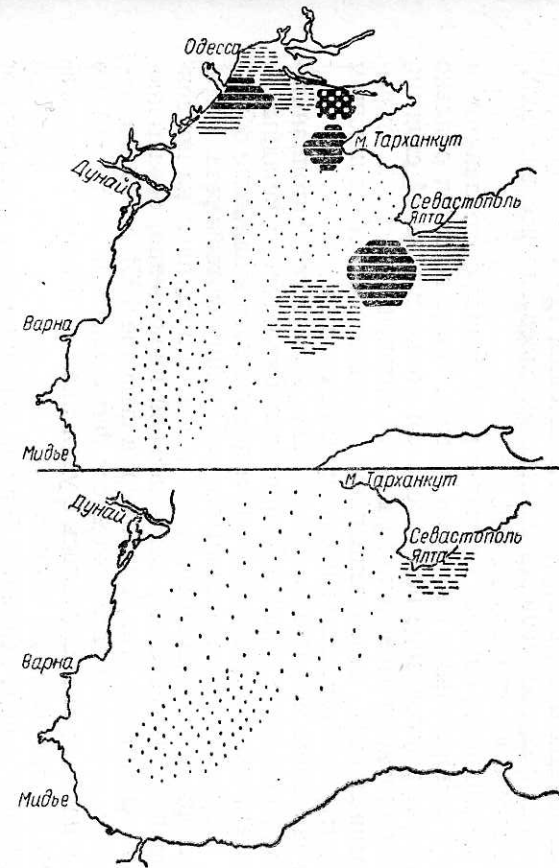 Одесса
М. Тарханкут
Дунай
Севастополь
Ялта
Варна
Мидье
М. Тарханкут
Дунай
Севастополь
Ялта
Варна
Мидье